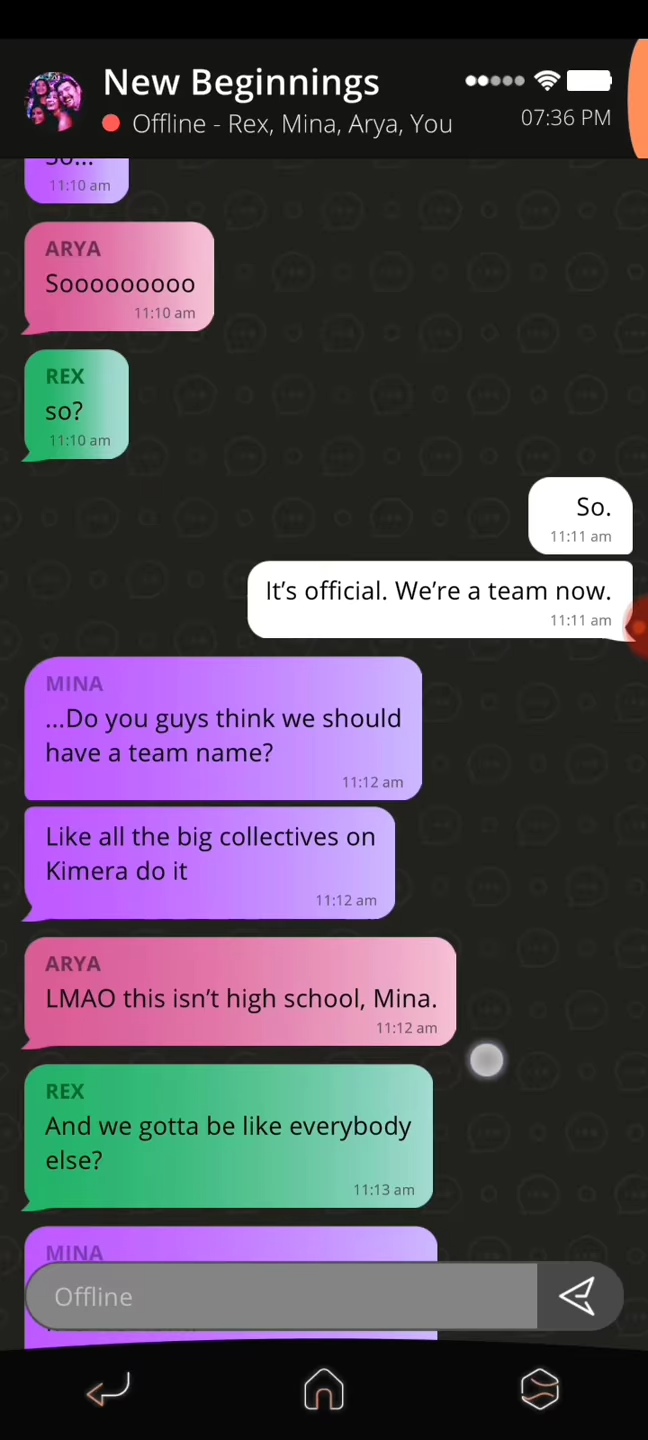 New Beginnings
Offline - Rex, Mina, Arya, You
07:36 PM
So...
11:10 am
ARYA
Sooooooooo
11:10 am
REX
so?
11:10 am
So.
11:11 am
It’s official. We’re a team now.
11:11 am
MINA
...Do you guys think we should
have a team name?
11:12 am
Like all the big collectives on
Kimera do it
11:12 am
ARYA
LMAO this isn’t high school, Mina.
11:12 am
REX
And we gotta be like everybody
else?
11:13 am
MINA
Offline